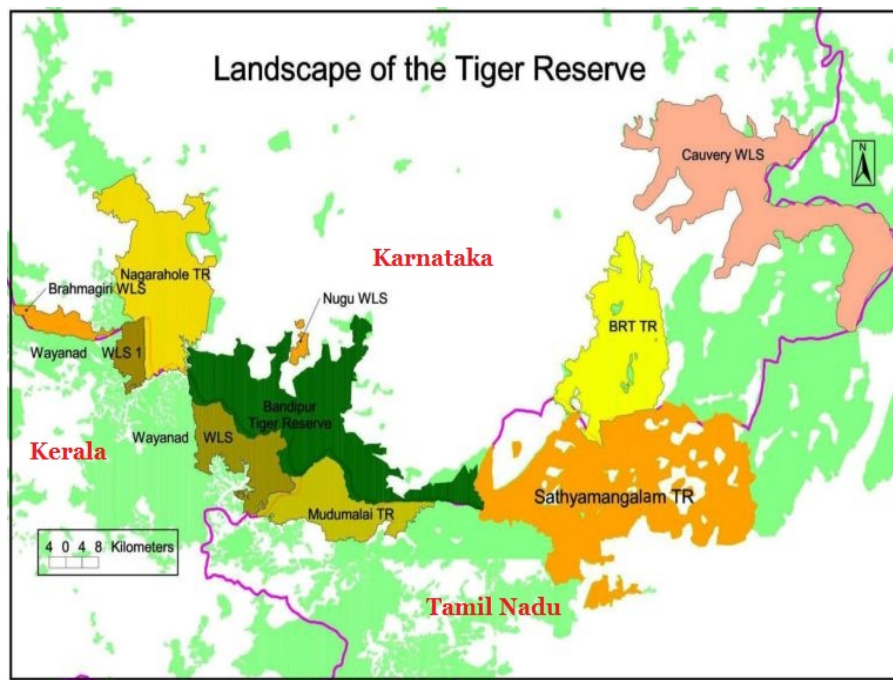 Landscape of the Tiger Reserve
Cauvery WLS
N
Karnataka
Nagarahole TR
Brahmagiri WLS
Nugu WLS
BRT TR
Wayanad WLS 1
Bandipur
Tiger Reserve
Wayanad WLS
Kerala
Sathyamangalam TR
Mudumalai TR
4 0 4 8 Kilometers
Tamil Nadu